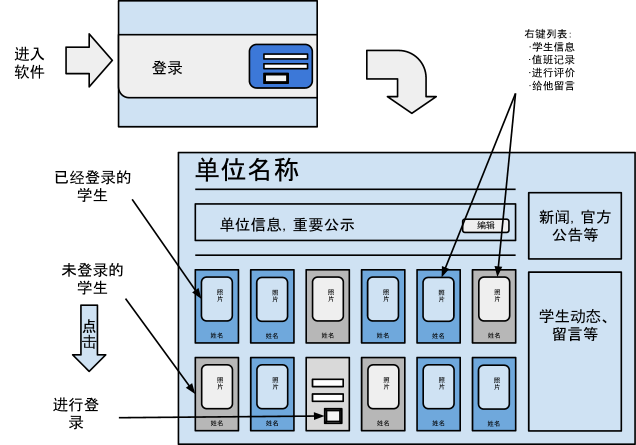 进入
软件
登录
右键列表:
·学生信息
·值班记录
·进行评价
·给他留言
单位名称
已经登录的
学生
单位信息, 重要公示
编辑
新闻, 官方
公告等
未登录的
学生
点击
照片
照片
照片
照片
照片
照片
姓名
姓名
姓名
姓名
姓名
姓名
学生动态、
留言等
照片
照片
照片
照片
照片
进行登
录
姓名
姓名
姓名
姓名
姓名